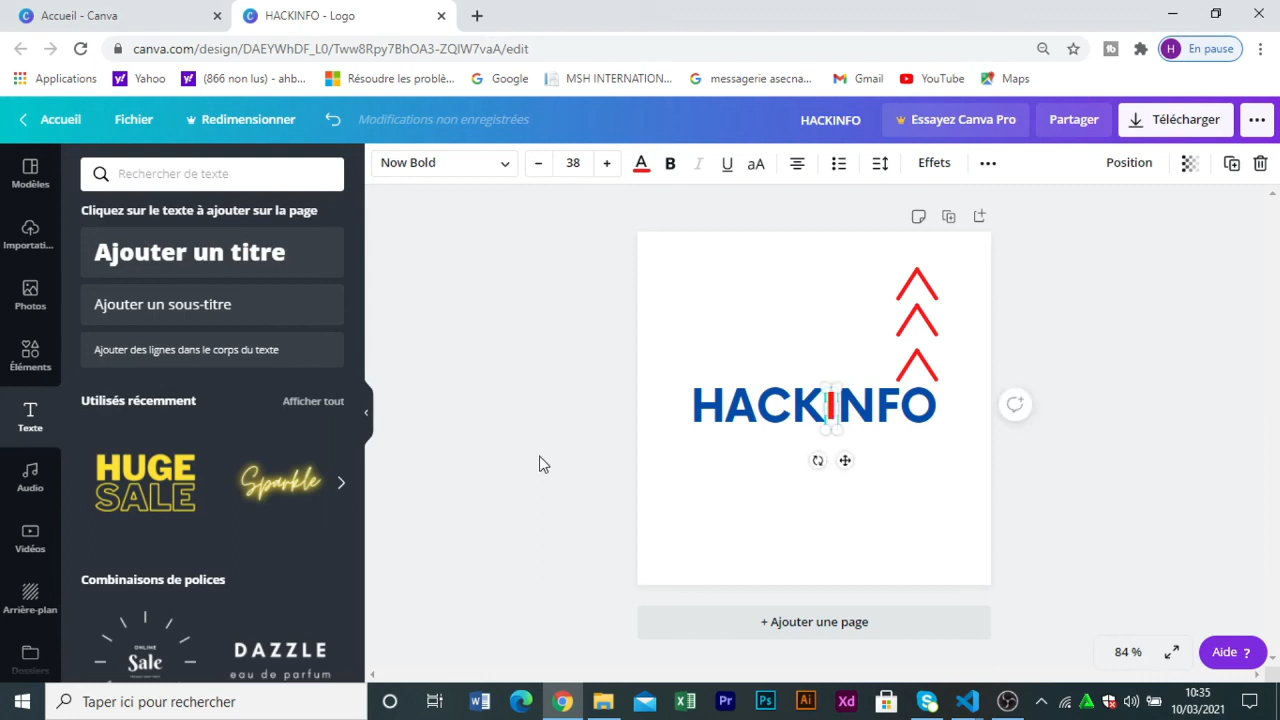 Accueil - Canva
HACKINFO - Logo
canva.com/design/DAEYWhDF_L0/Tww8Rpy7BhOA3-ZQIW7vaA/edit
En pause
H
Applications
Yahoo
(866 non lus) - ahb...
Résoudre les problè...
Google
MSH INTERNATION...
messagerie asecna...
Gmail
YouTube
Maps
Accueil
Fichier
Redimensionner
Modifications non enregistrées
HACKINFO
Essayez Canva Pro
Partager
Télécharger
Modèles
Importati...
Photos
Éléments
Texte
Audio
Vidéos
Arrière-plan
Dossiers
Rechercher de texte
Cliquez sur le texte à ajouter sur la page
Ajouter un titre
Ajouter un sous-titre
Ajouter des lignes dans le corps du texte
Utilisés récemment
Afficher tout
HUGE
SALE
Sparkle
Combinaisons de polices
ONLINE
Sale
DAZZLE
eau de parfum
Now Bold
38
A
B
I
U
aA
Effets
Position
HACKINFO
+ Ajouter une page
84 %
Aide ?
Taper ici pour rechercher
10:35
10/03/2021